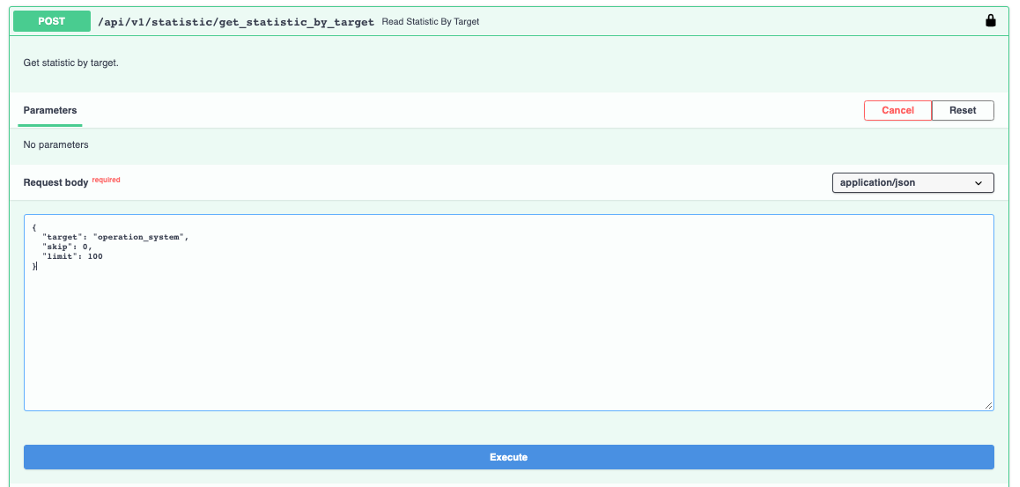 POST /api/v1/statistic/get_statistic_by_target Read Statistic By Target
Get statistic by target.
Parameters Cancel Reset
No parameters
Request body required application/json
{
"target": "operation_system",
"skip": 0,
"limit": 100
}
Execute